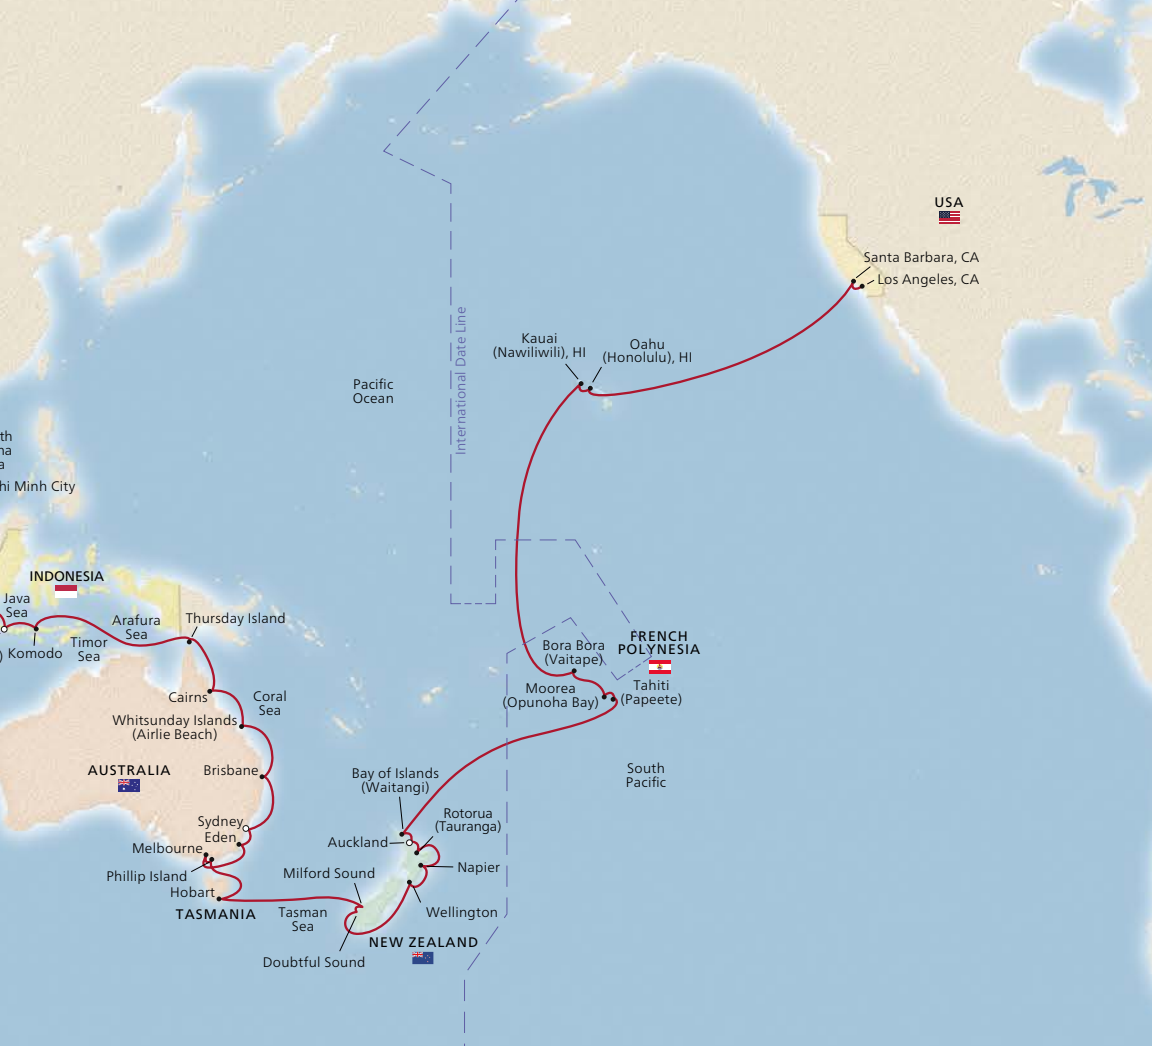 USA
Santa Barbara, CA
Los Angeles, CA
Kauai
(Nawiliwili), HI
Oahu
(Honolulu), HI
International Date Line
Pacific
Ocean
hi Minh City
INDONESIA
Java
Sea
Komodo
Timor
Sea
Arafura
Sea
Thursday Island
Cairns
Coral
Sea
Whitsunday Islands
(Airlie Beach)
AUSTRALIA
Brisbane
Sydney
Eden
Melbourne
Phillip Island
Hobart
TASMANIA
Tasman
Sea
Milford Sound
Doubtful Sound
NEW ZEALAND
Wellington
Napier
Rotorua
(Tauranga)
Auckland
Bay of Islands
(Waitangi)
South
Pacific
FRENCH
POLYNESIA
Bora Bora
(Vaitape)
Moorea
(Opunoha Bay)
Tahiti
(Papeete)